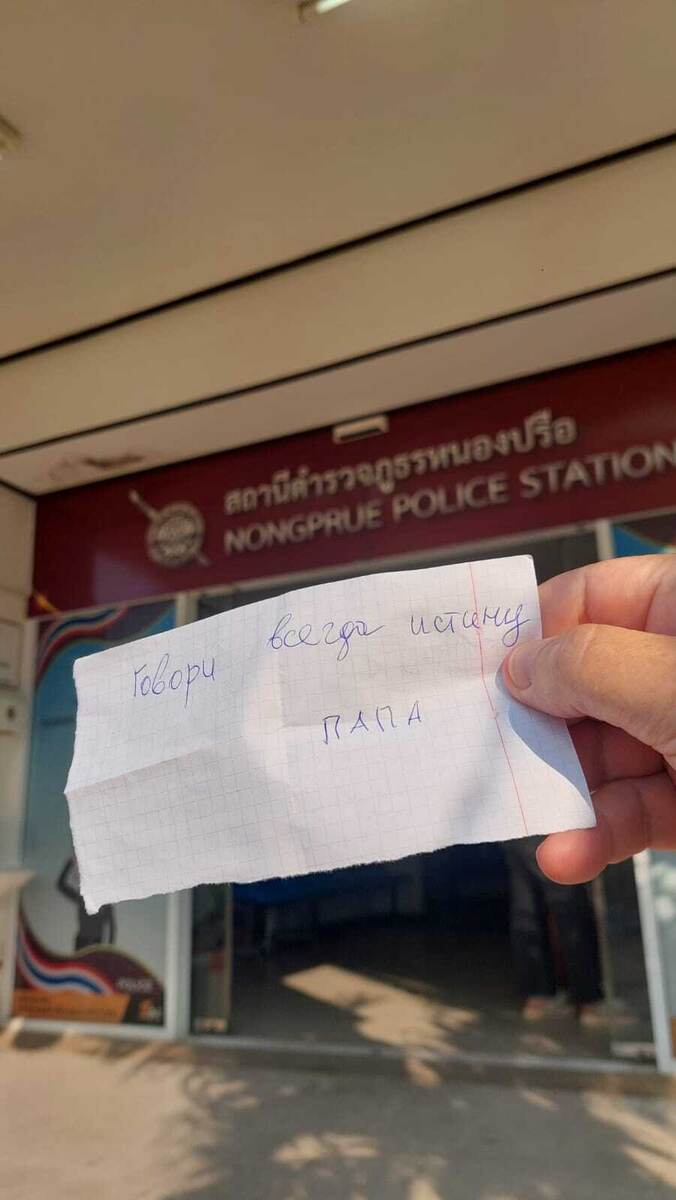 สถานีตำรวจภูธรหนองปรือ
NONGPRUE POLICE STATION
Говори всегда истину
ПАПА
POLICE